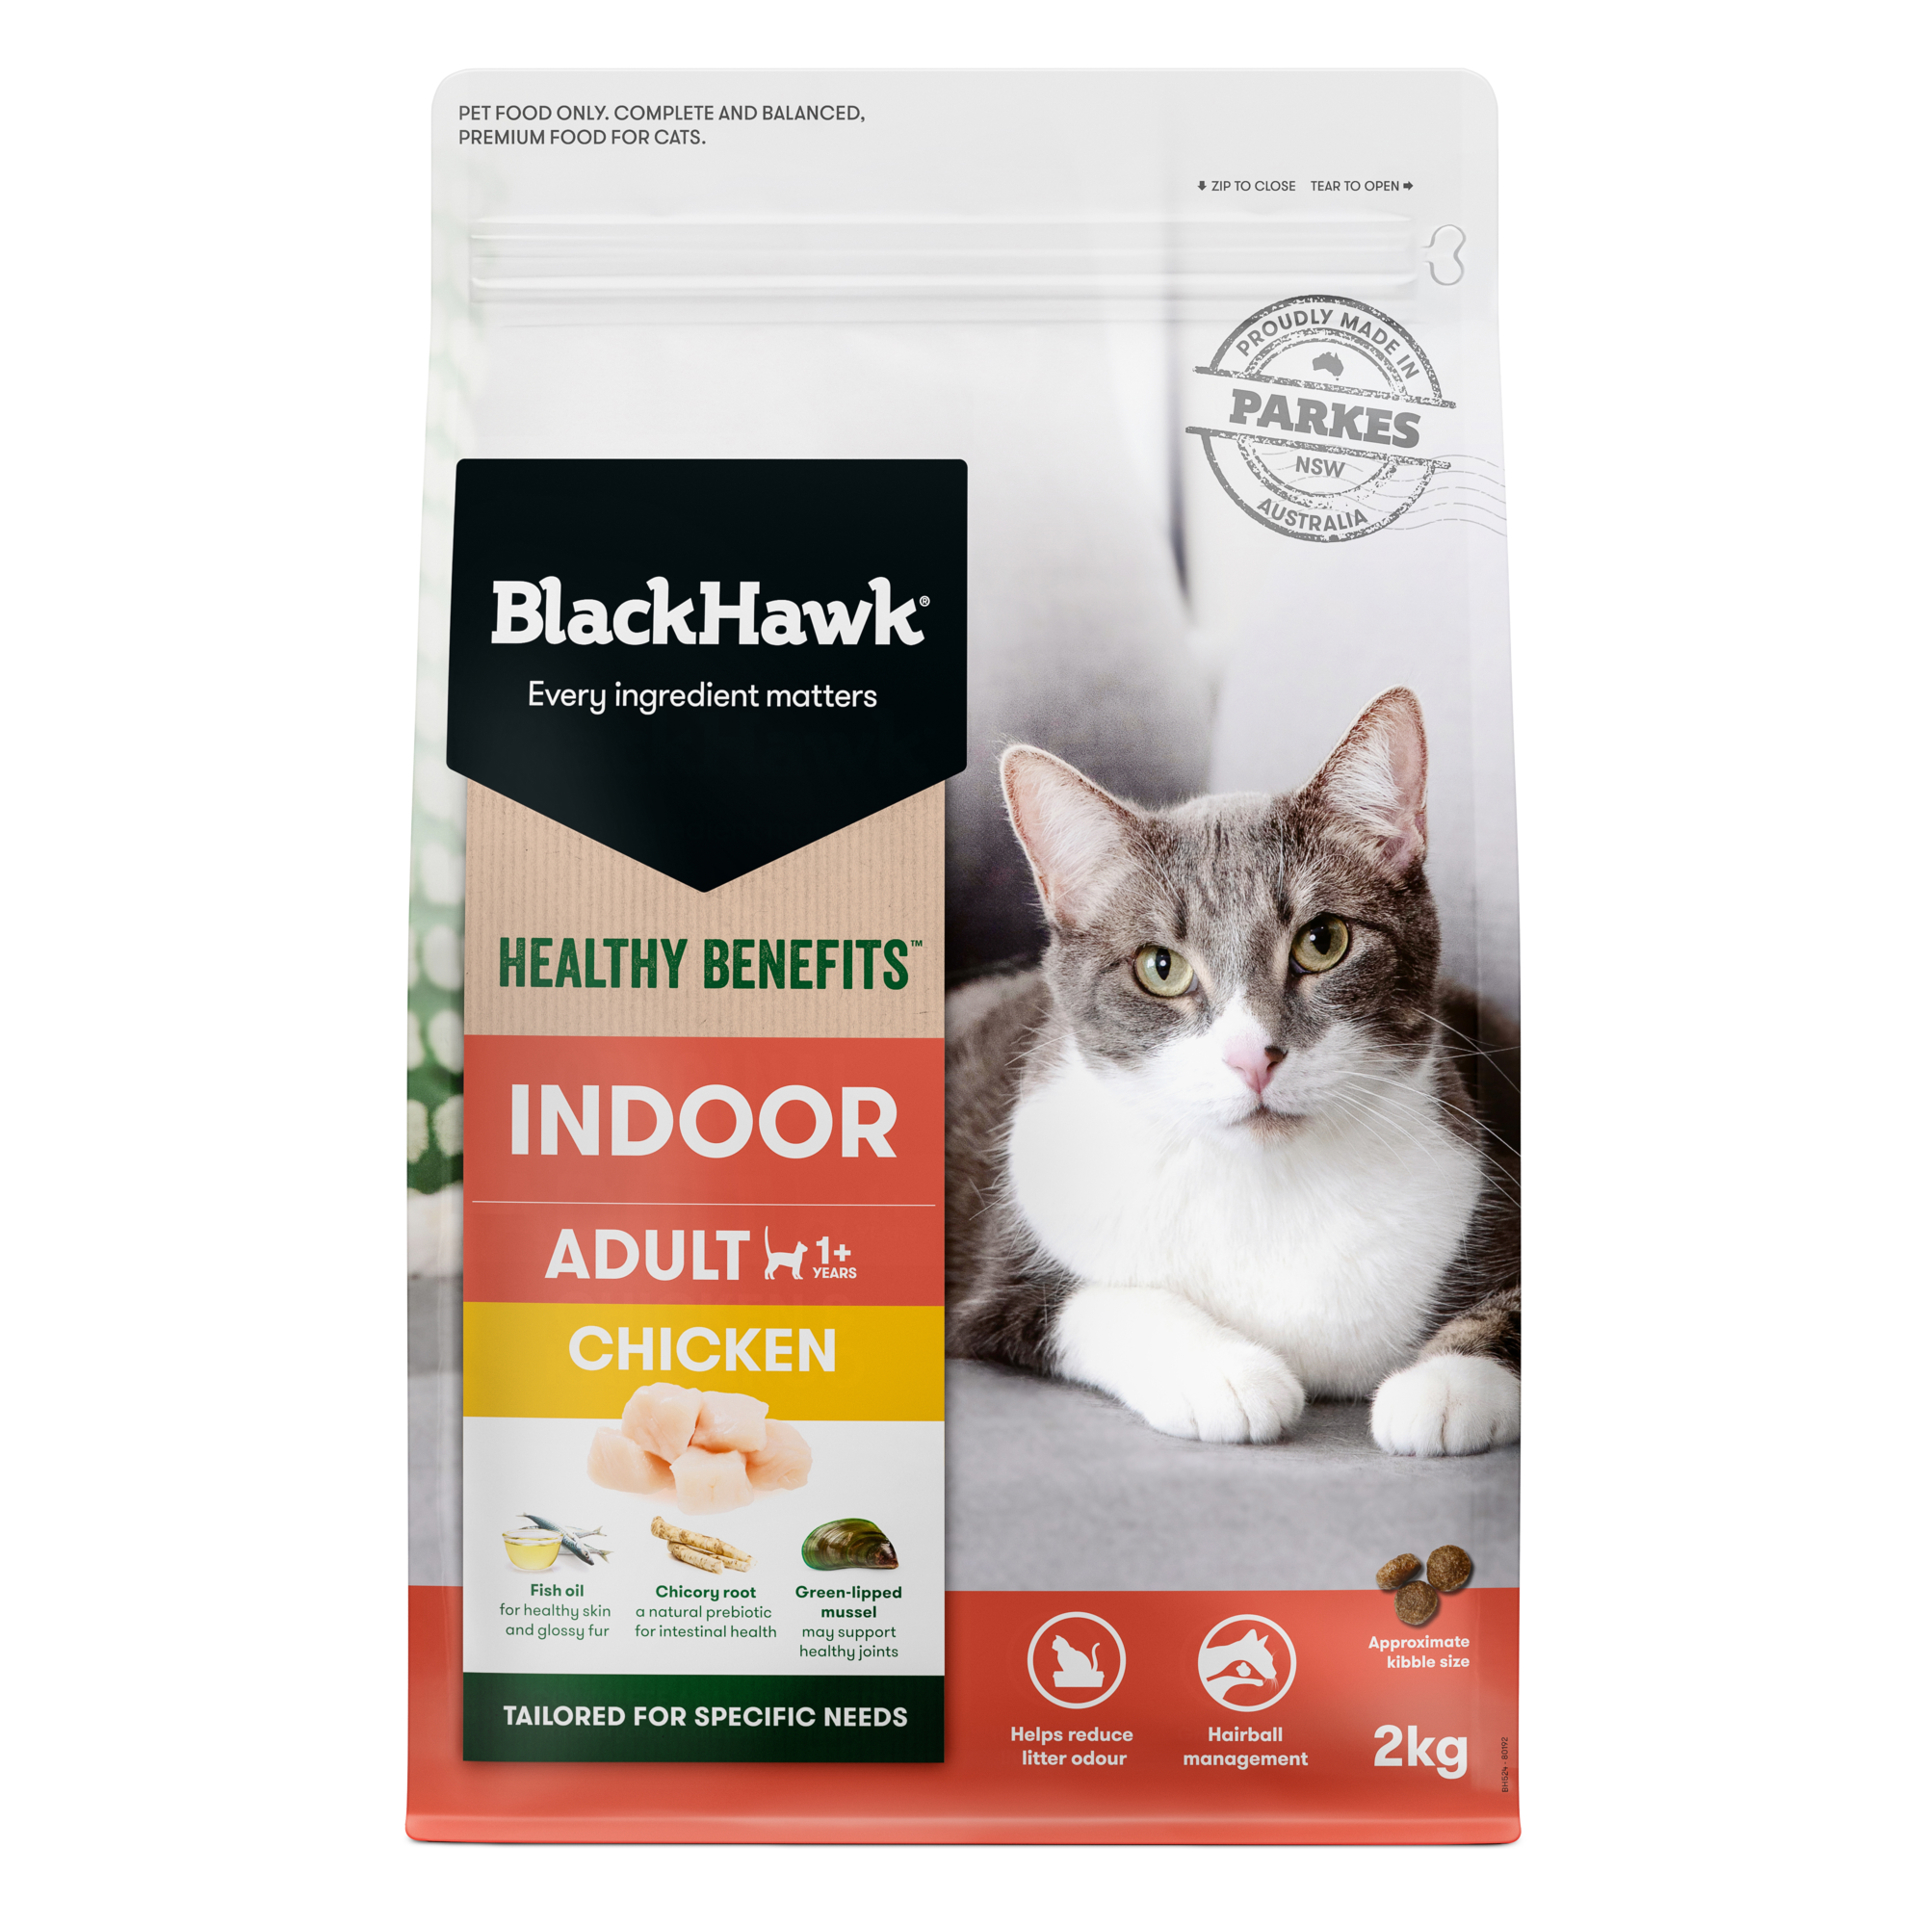 PET FOOD ONLY. COMPLETE AND BALANCED,
PREMIUM FOOD FOR CATS.
ZIP TO CLOSE TEAR TO OPEN
PROUDLY MADE IN
PARKES
NSW
AUSTRALIA
BlackHawk®
Every ingredient matters
HEALTHY BENEFITS™
INDOOR
ADULT 1+
YEARS
CHICKEN
Fish oil
for healthy skin
and glossy fur
Chicory root
a natural prebiotic
for intestinal health
Green-lipped
mussel
may support
healthy joints
TAILORED FOR SPECIFIC NEEDS
Helps reduce
litter odour
Hairball
management
Approximate
kibble size
2kg
BH524 - B0192